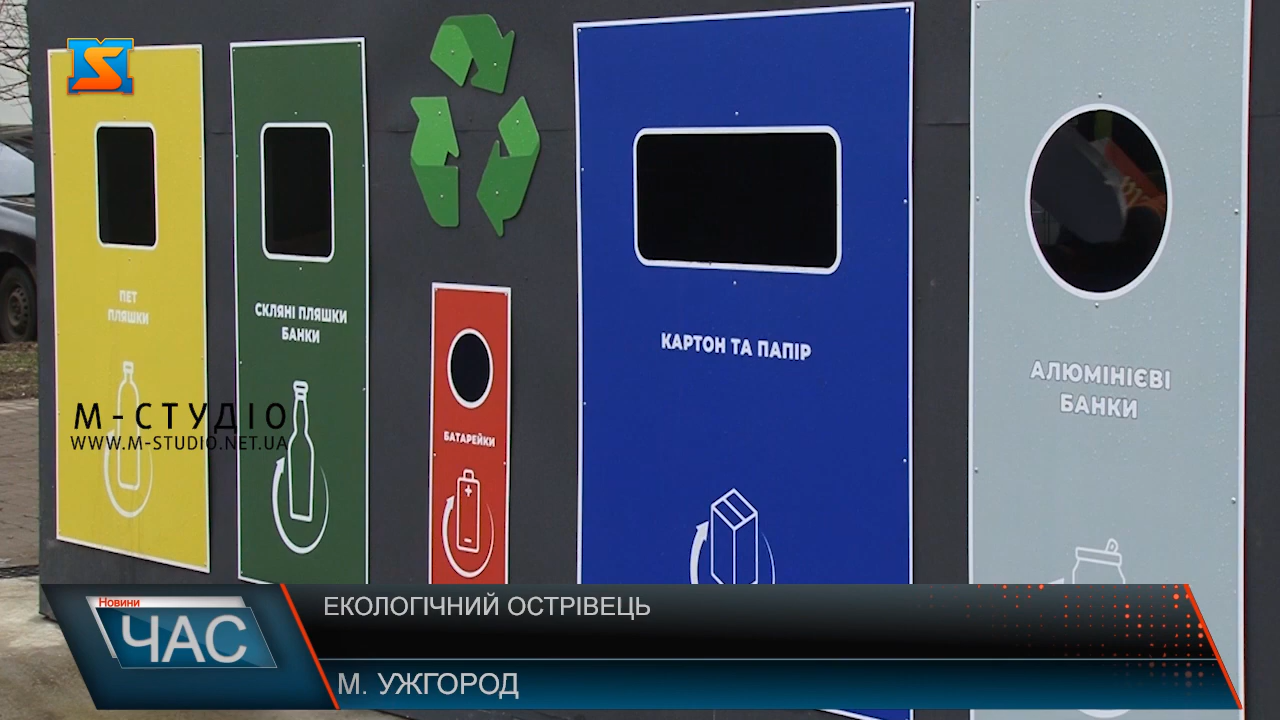 ПЕТ
ПЛЯШКИ
СКЛЯНІ ПЛЯШКИ
БАНКИ
БАТАРЕЙКИ
КАРТОН ТА ПАПІР
АЛЮМІНІЄВІ
БАНКИ
М-СТУДІО
WWW.M-STUDIO.NET.UA
Новини
ЧАС
ЕКОЛОГІЧНИЙ ОСТРІВЕЦЬ
М. УЖГОРОД